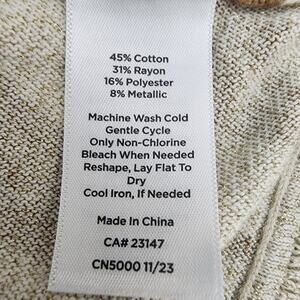 45% Cotton
31% Rayon
16% Polyester
8% Metallic
Machine Wash Cold
Gentle Cycle
Only Non-Chlorine
Bleach When Needed
Reshape, Lay Flat To
Dry
Cool Iron, If Needed
Made In China
CA# 23147
CN5000 11/23